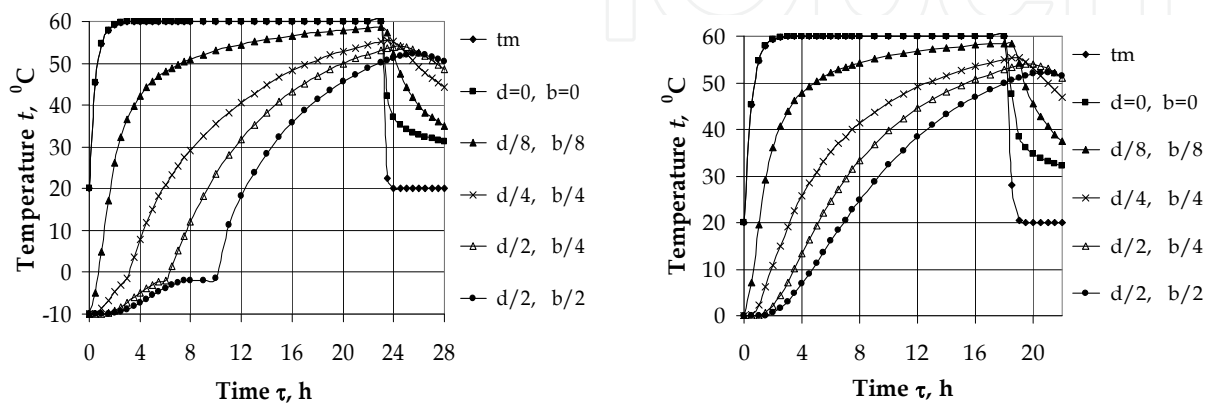 Temperature t, ⁰C
60
50
40
30
20
10
0
-10
0 4 8 12 16 20 24 28
Time τ, h
tm
d=0, b=0
d/8, b/8
d/4, b/4
d/2, b/4
d/2, b/2
Temperature t, ⁰C
60
50
40
30
20
10
0
0 4 8 12 16 20
Time τ, h
tm
d=0, b=0
d/8, b/8
d/4, b/4
d/2, b/4
d/2, b/2